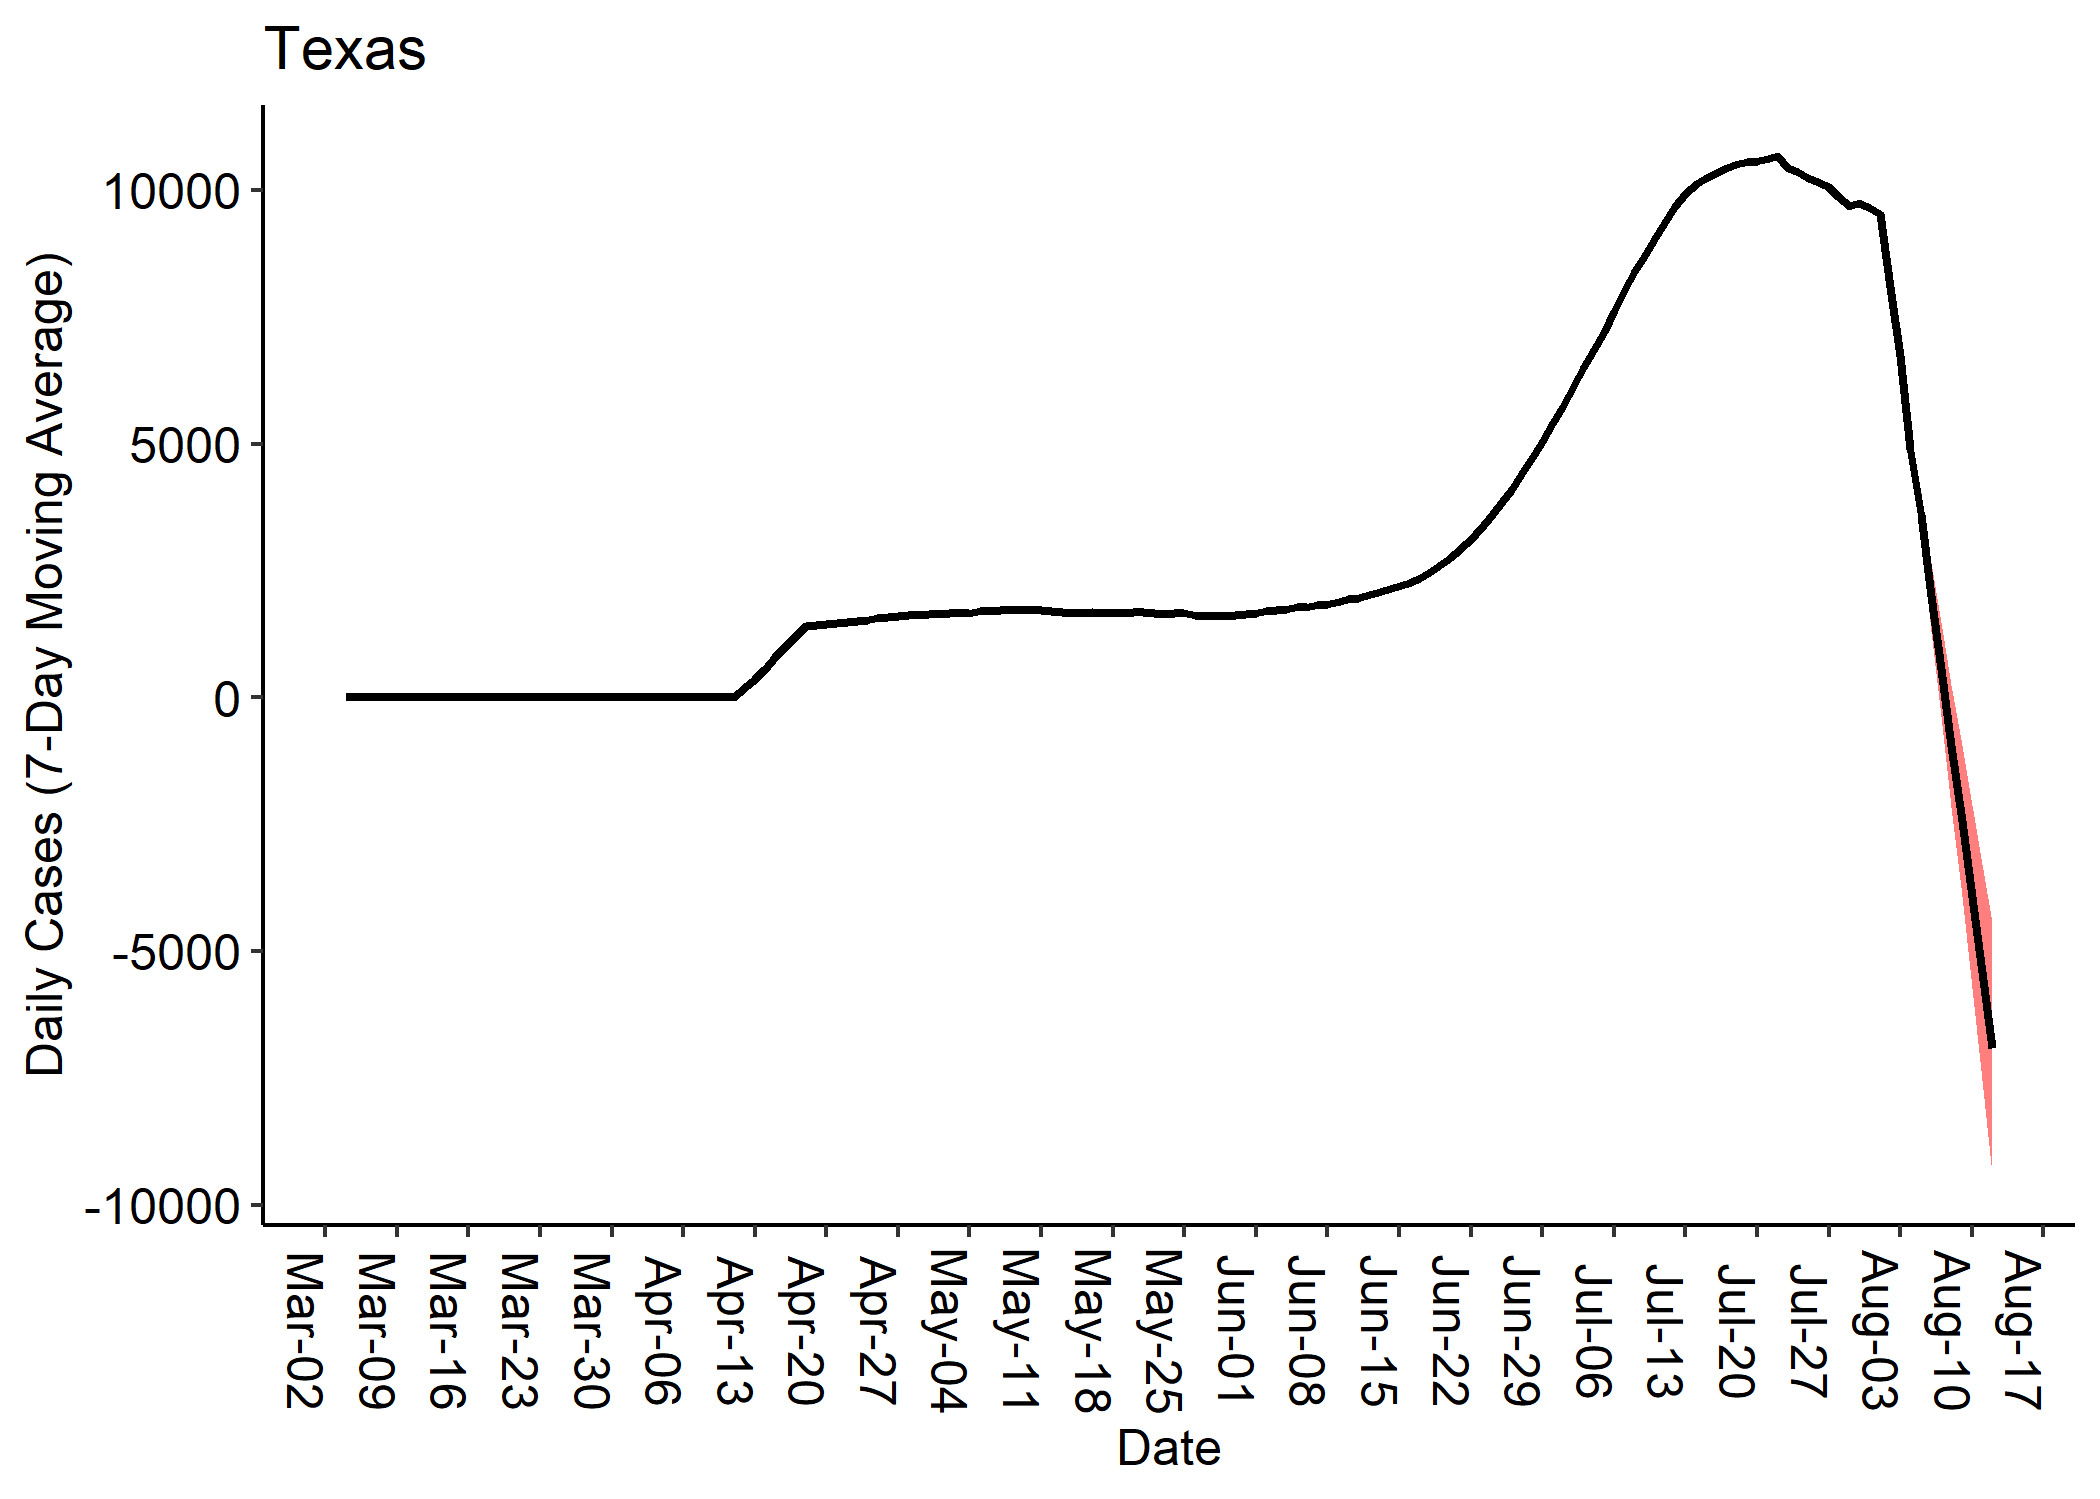 Texas
Daily Cases (7-Day Moving Average)
10000
5000
0
-5000
-10000
Mar-02
Mar-09
Mar-16
Mar-23
Mar-30
Apr-06
Apr-13
Apr-20
Apr-27
May-04
May-11
May-18
May-25
Jun-01
Jun-08
Jun-15
Jun-22
Jun-29
Jul-06
Jul-13
Jul-20
Jul-27
Aug-03
Aug-10
Aug-17
Date